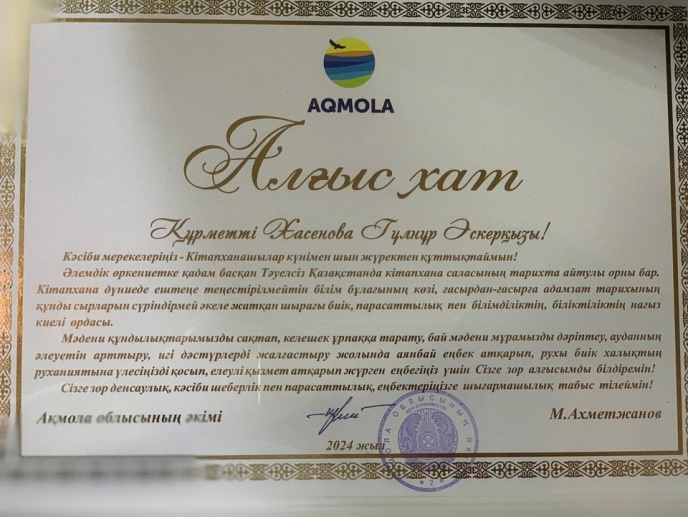 AQMOLA
Алғыс хат
Құрметті Хасенова Гүлнұр Әскерқызы!
Кәсіби мерекелеріңіз - Кітапханашылар күнімен шын жүректен құттықтаймын!
Әлемдік өркениетке қадам басқан Тәуелсіз Қазақстанда кітапхана саласының тарихта айтулы орны бар.
Кітапхана дүниеде ештеңе теңестірілмейтін білім бұлағының көзі, ғасырдан-ғасырға адамзат тарихының
құнды сырларын сүріндірмей әкеле жатқан шырағы биік, парасаттылық пен білімділіктің, біліктіліктің нағыз
киелі ордасы.
Мәдени құндылықтарымызды сақтап, келешек ұрпаққа тарату, бай мәдени мұрамызды дәріптеу, ауданның
әлеуетін арттыру, игі дәстүрлерді жалғастыру жолында аянбай еңбек атқарып, рухы биік халықтың
руханиятына үлесіңізді қосып, елеулі қызмет атқарып жүрген еңбегіңіз үшін Сізге зор алғысымды білдіремін!
Сізге зор денсаулық, кәсіби шеберлік пен парасаттылық, еңбектеріңізге шығармашылық табыс тілеймін!
Ақмола облысының әкімі
М.Ахметжанов
2024 жыл